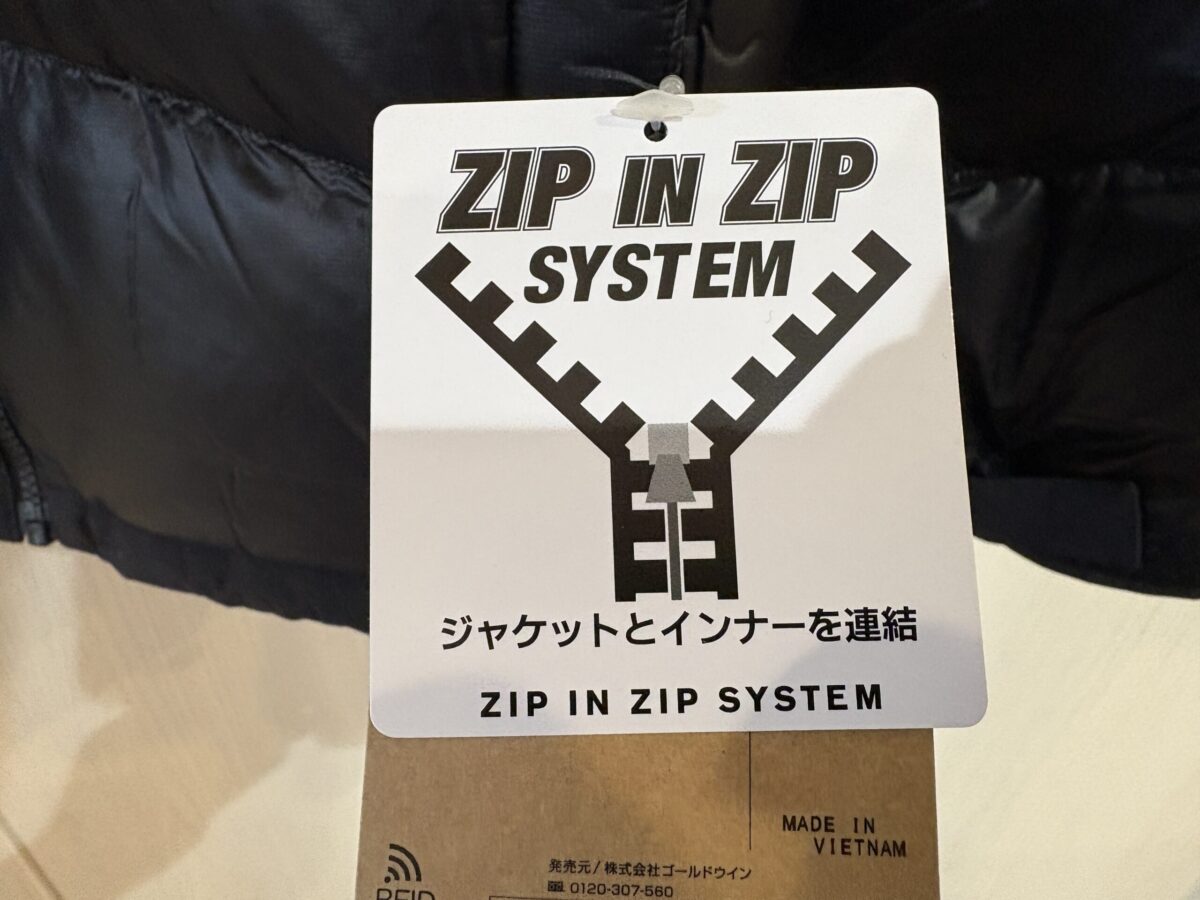 ZIP IN ZIP
SYSTEM
ジャケットとインナーを連結
ZIP IN ZIP SYSTEM
MADE IN
VIETNAM
発売元/株式会社ゴールドウイン
0120-307-560
RFID